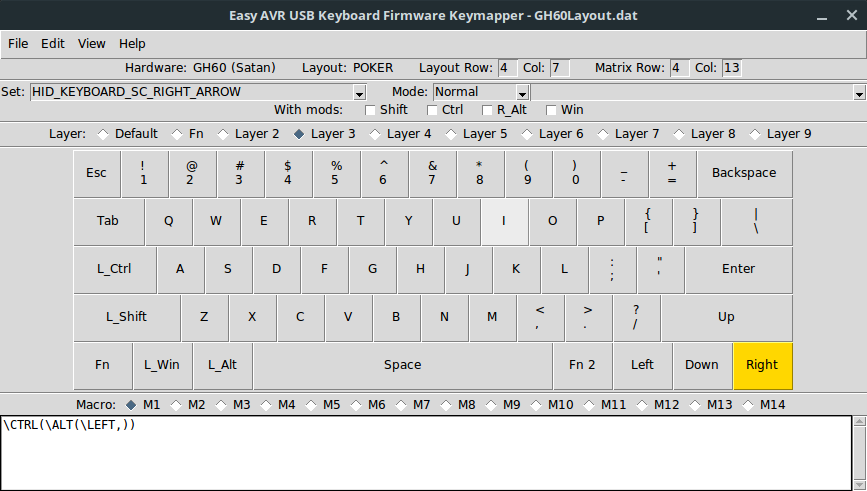 Easy AVR USB Keyboard Firmware Keymapper - GH60Layout.dat
File Edit View Help
Hardware: GH60 (Satan) Layout: POKER Layout Row: 4 Col: 7 Matrix Row: 4 Col: 13
Set: HID_KEYBOARD_SC_RIGHT_ARROW Mode: Normal
With mods: Shift Ctrl R_Alt Win
Layer: Default Fn Layer 2 Layer 3 Layer 4 Layer 5 Layer 6 Layer 7 Layer 8 Layer 9
! @ # $ % ^ & * ( ) _ +
Esc 1 2 3 4 5 6 7 8 9 0 - = Backspace
{ } |
Tab Q W E R T Y U I O P [ ] \
: "
L_Ctrl A S D F G H J K L ; ' Enter
< > ?
L_Shift Z X C V B N M , . / Up
Fn L_Win L_Alt Space Fn 2 Left Down Right
Macro: M1 M2 M3 M4 M5 M6 M7 M8 M9 M10 M11 M12 M13 M14
\CTRL(\ALT(\LEFT,))